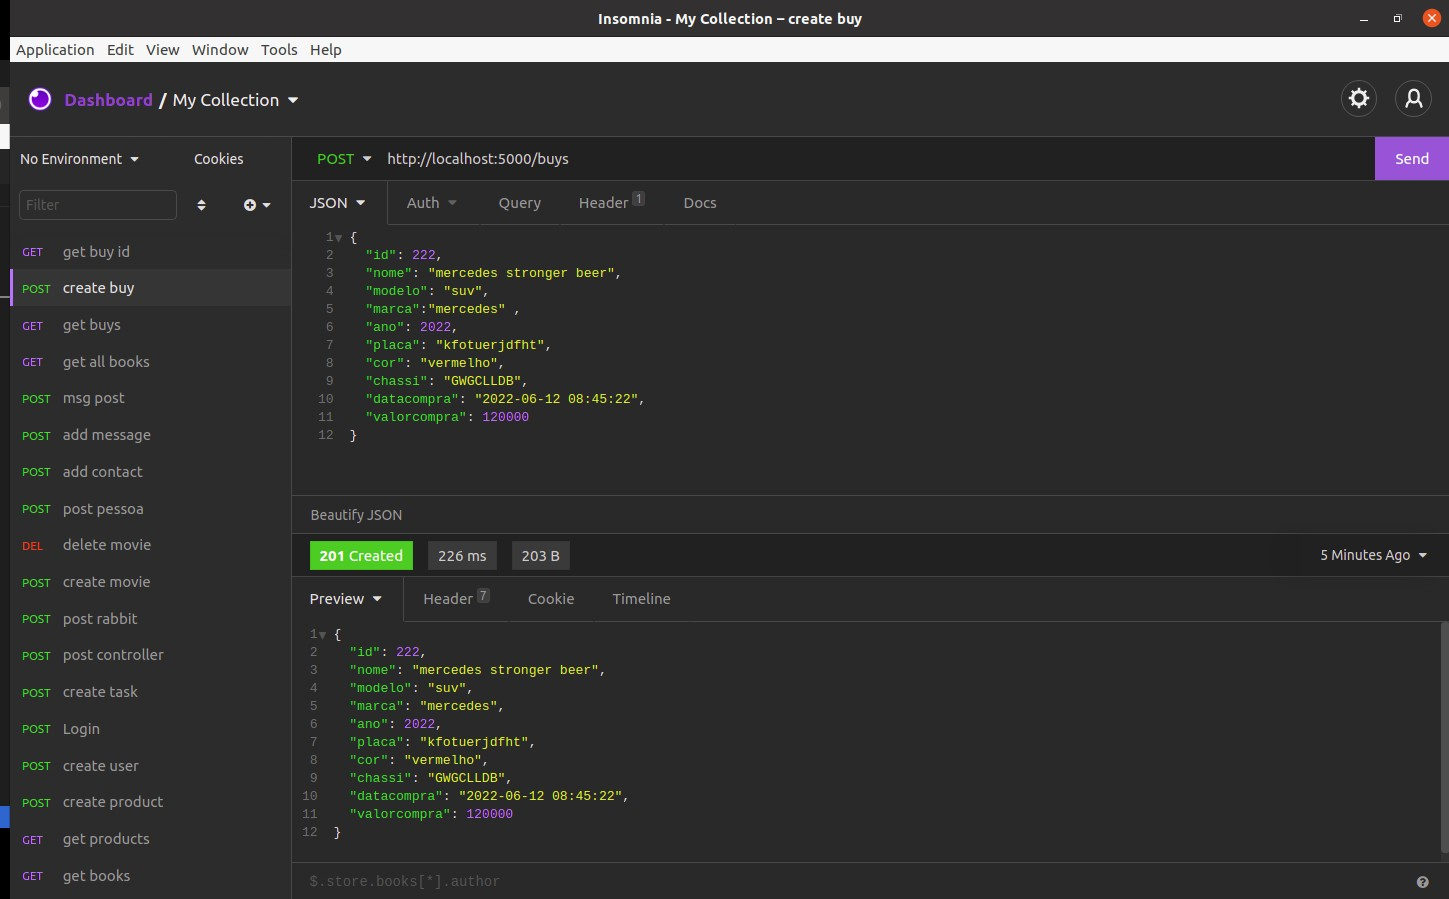 Insomnia - My Collection – create buy
Application Edit View Window Tools Help
Dashboard / My Collection
No Environment Cookies
Filter
GET get buy id
POST create buy
GET get buys
GET get all books
POST msg post
POST add message
POST add contact
POST post pessoa
DEL delete movie
POST create movie
POST post rabbit
POST post controller
POST create task
POST Login
POST create user
POST create product
GET get products
GET get books
POST http://localhost:5000/buys Send
JSON Auth Query Header 1 Docs
1 {
2 "id": 222,
3 "nome": "mercedes stronger beer",
4 "modelo": "suv",
5 "marca":"mercedes" ,
6 "ano": 2022,
7 "placa": "kfotuerjdfht",
8 "cor": "vermelho",
9 "chassi": "GWGCLLDB",
10 "datacompra": "2022-06-12 08:45:22",
11 "valorcompra": 120000
12 }
Beautify JSON
201 Created 226 ms 203 B 5 Minutes Ago
Preview Header 7 Cookie Timeline
1 {
2 "id": 222,
3 "nome": "mercedes stronger beer",
4 "modelo": "suv",
5 "marca": "mercedes",
6 "ano": 2022,
7 "placa": "kfotuerjdfht",
8 "cor": "vermelho",
9 "chassi": "GWGCLLDB",
10 "datacompra": "2022-06-12 08:45:22",
11 "valorcompra": 120000
12 }
$.store.books[*].author